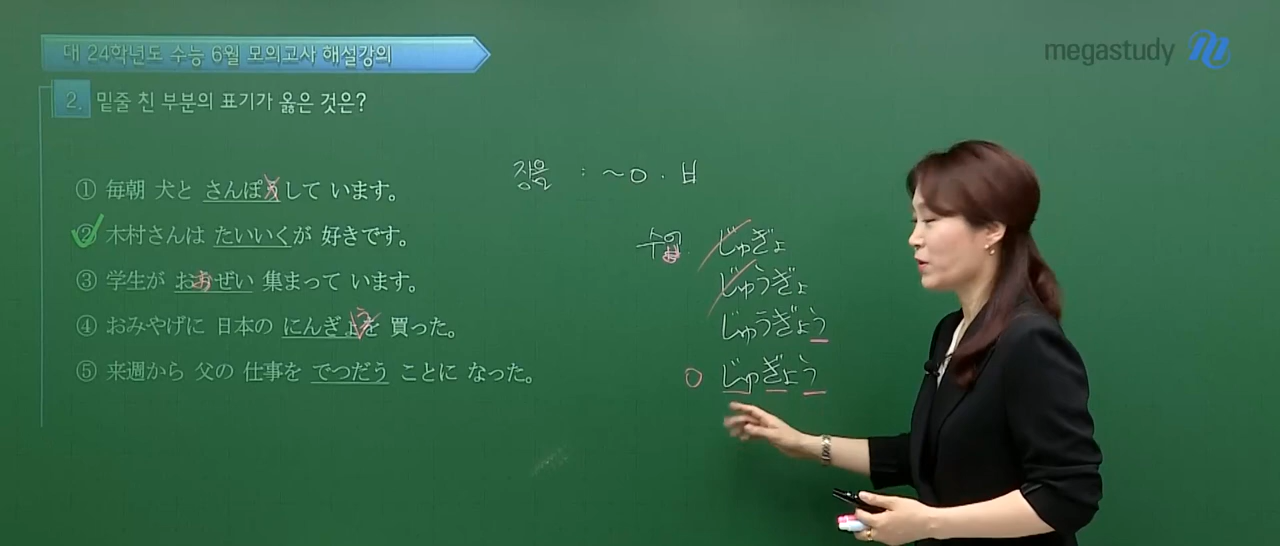 대 24학년도 수능 6월 모의고사 해설강의
megastudy
2. 밑줄 친 부분의 표기가 옳은 것은?
① 毎朝 犬と さんぽうして います。
② 木村さんは たいいくが 好きです。
③ 学生が おおぜい 集まって います。
④ おみやげに 日本の にんぎょうを 買った。
⑤ 来週から 父の 仕事を でつだう ことに なった。
장음 : ~ㅇ. ㅂ
수업. じゅぎょ
じゅうぎょ
じゅうぎょう
○ じゅぎょう